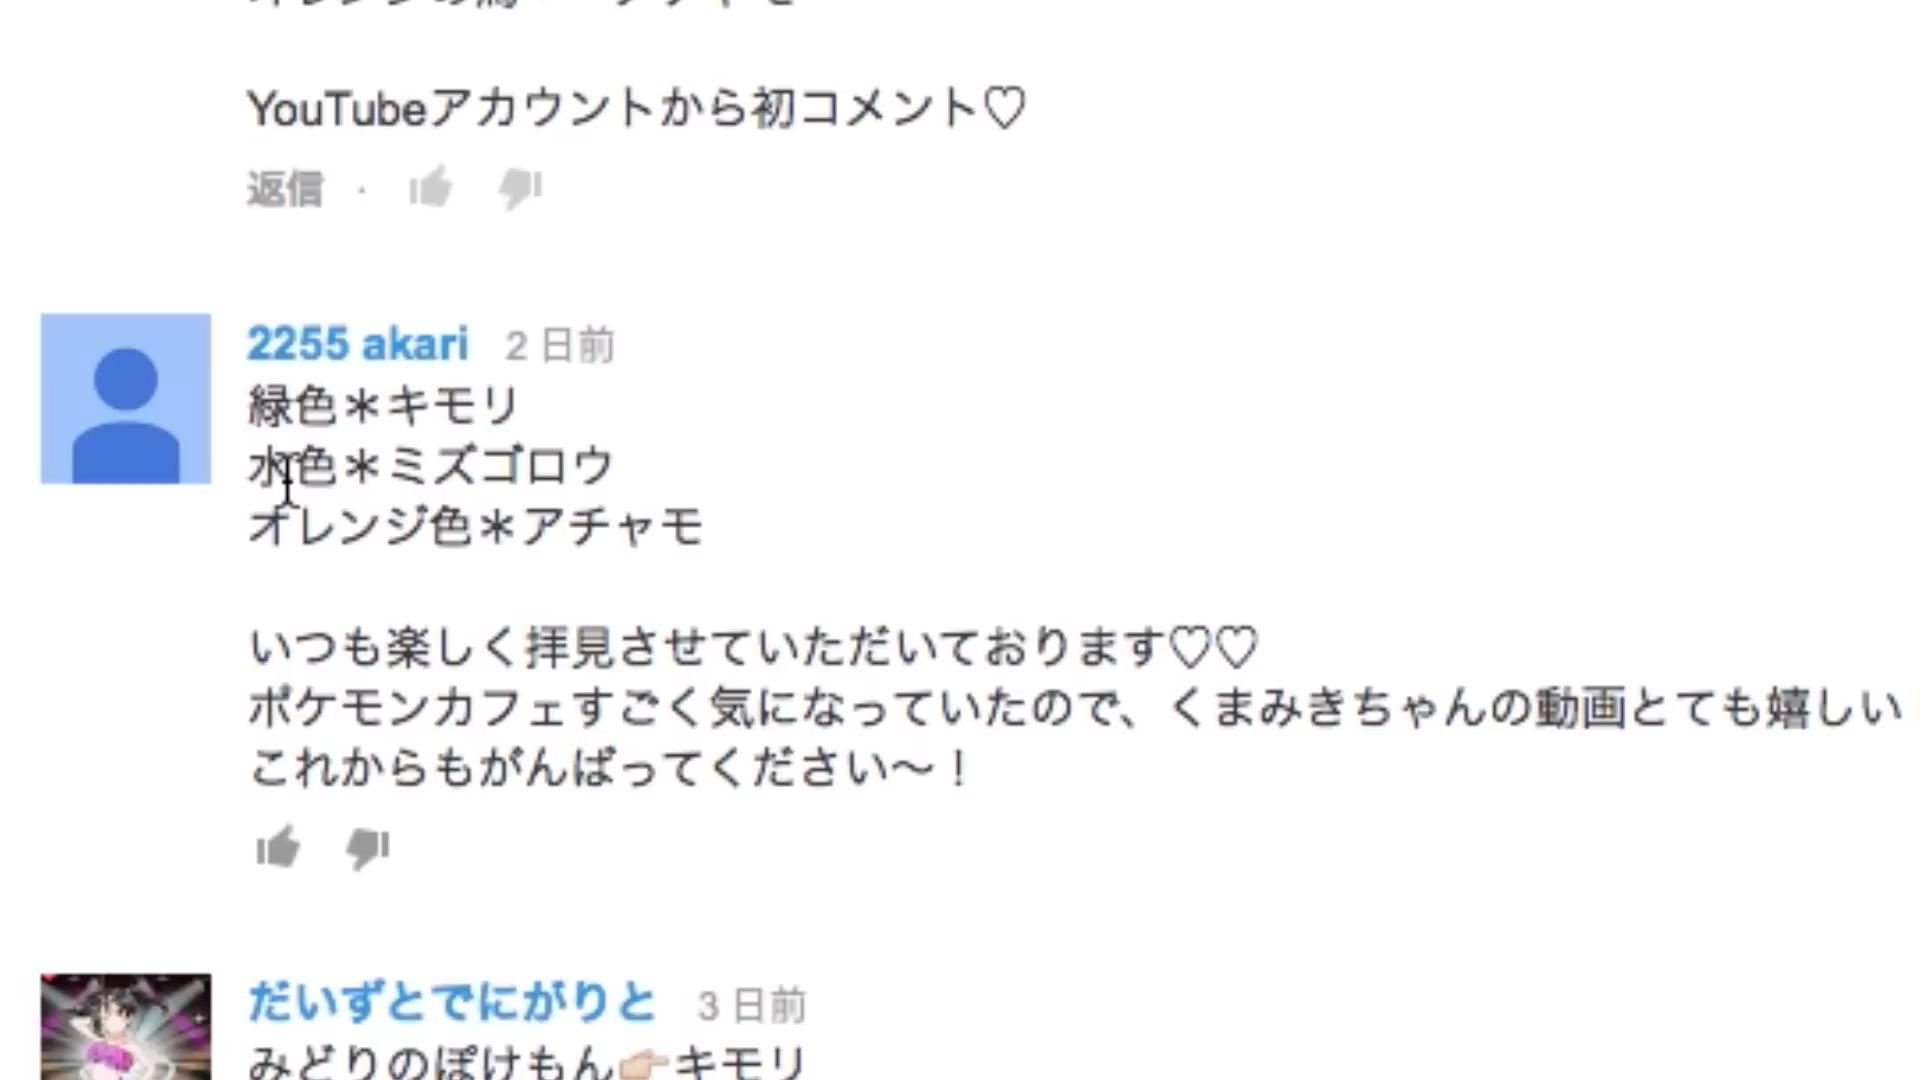 YouTubeアカウントから初コメント♡
返信 ·
2255 akari 2 日前
緑色＊キモリ
水色＊ミズゴロウ
オレンジ色＊アチャモ
いつも楽しく拝見させていただいております♡♡
ポケモンカフェすごく気になっていたので、くまみきちゃんの動画とても嬉しい
これからもがんばってください〜！
だいずとでにがりと 3 日前
みどりのぽけもん👉キモリ